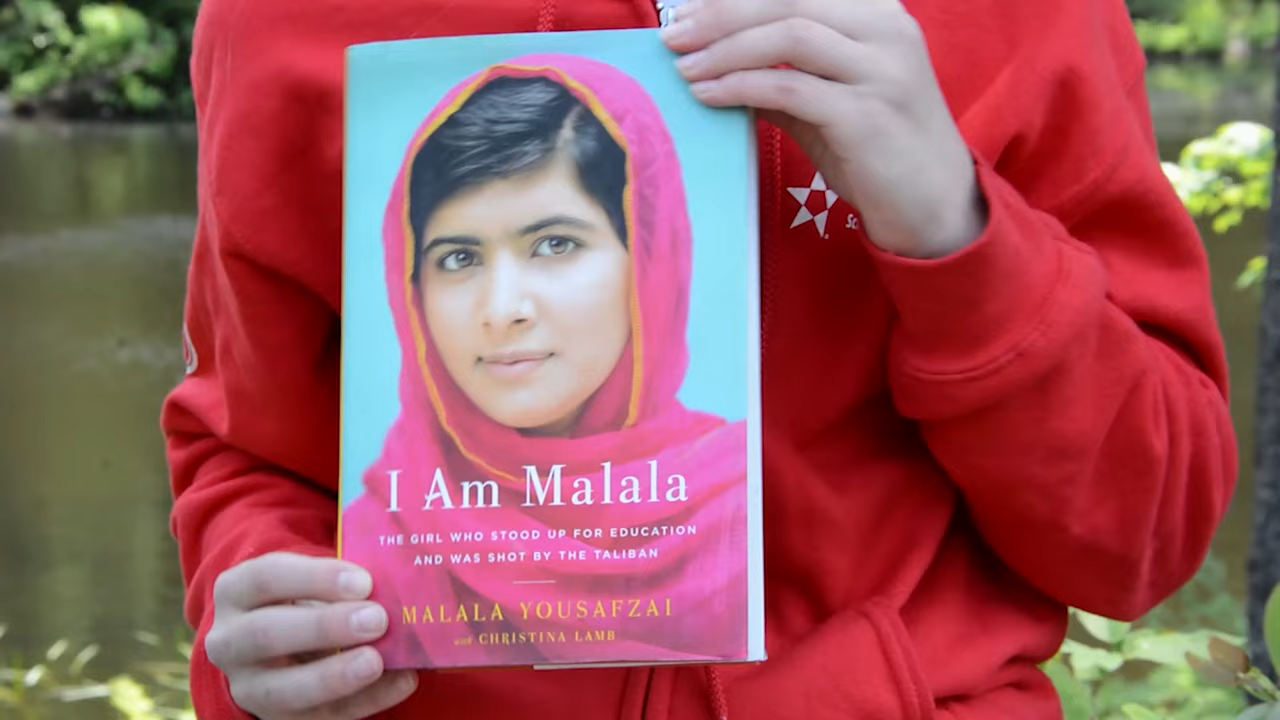 I Am Malala
THE GIRL WHO STOOD UP FOR EDUCATION
AND WAS SHOT BY THE TALIBAN
MALALA YOUSAFZAI
with CHRISTINA LAMB